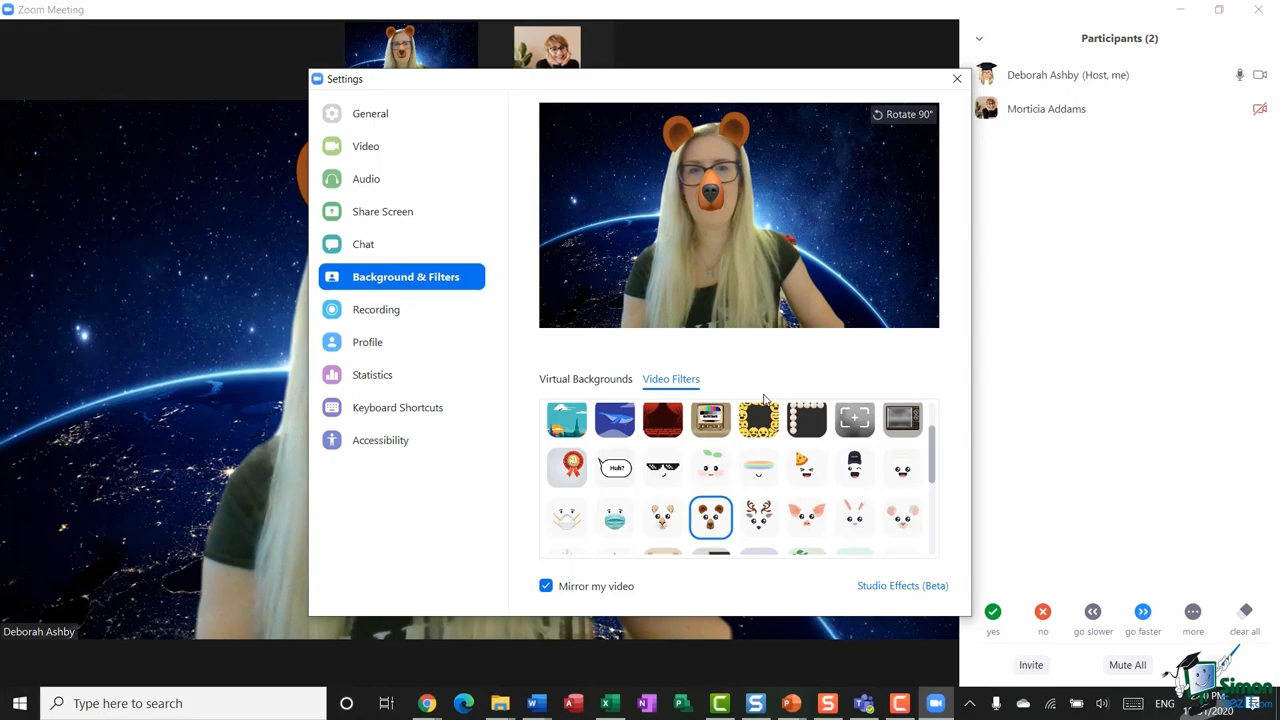 Zoom Meeting
Participants (2)
Settings
Deborah Ashby (Host, me)
Morticia Addams
General
Video
Audio
Share Screen
Chat
Background & Filters
Recording
Profile
Statistics
Keyboard Shortcuts
Accessibility
Rotate 90°
Virtual Backgrounds
Video Filters
Huh?
Mirror my video
Studio Effects (Beta)
Deborah Ashby
yes
no
go slower
go faster
more
clear all
Invite
Mute All
Type here to search
ENG
Simon